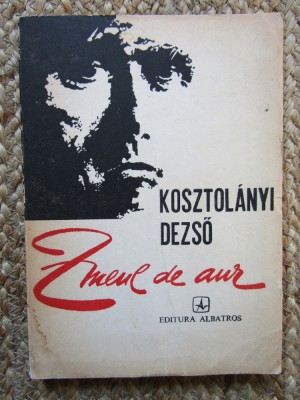 KOSZTOLÁNYI
DEZSŐ
Zmeul de aur
EDITURA ALBATROS